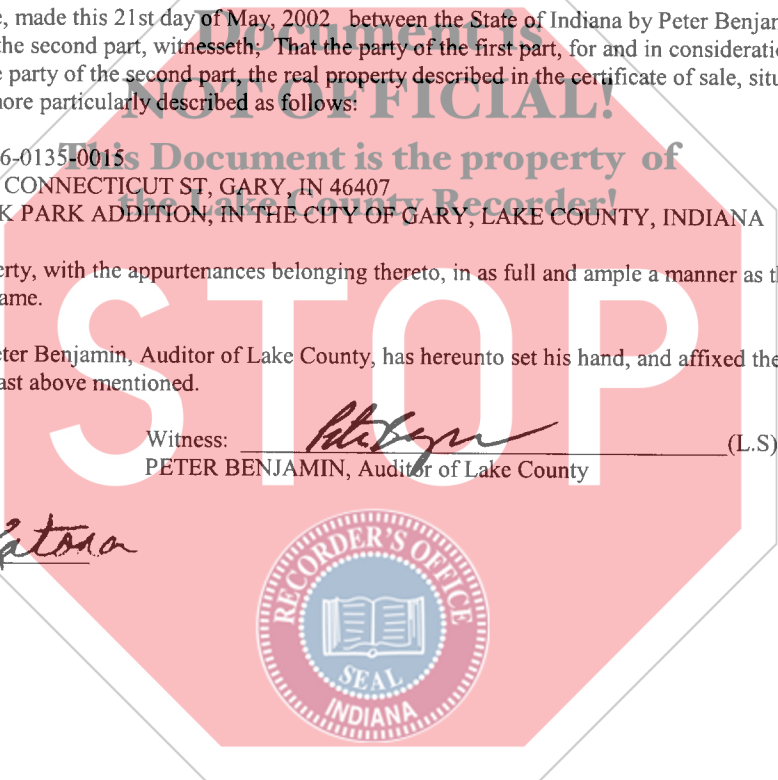 , made this 21st day of May, 2002 between the State of Indiana by Peter Benjam
Document is
the second part, witnesseth, That the party of the first part, for and in consideratio
party of the second part, the real property described in the certificate of sale, situ
NOT OFFICIAL!
ore particularly described as follows:
6-0135-0015
This Document is the property of
CONNECTICUT ST, GARY, IN 46407
the Lake County Recorder!
K PARK ADDITION, IN THE CITY OF GARY, LAKE COUNTY, INDIANA
erty, with the appurtenances belonging thereto, in as full and ample a manner as th
ame.
STOP
eter Benjamin, Auditor of Lake County, has hereunto set his hand, and affixed the
ast above mentioned.
Witness: (L.S)
PETER BENJAMIN, Auditor of Lake County
RECORDER'S OFFICE
SEAL
INDIANA